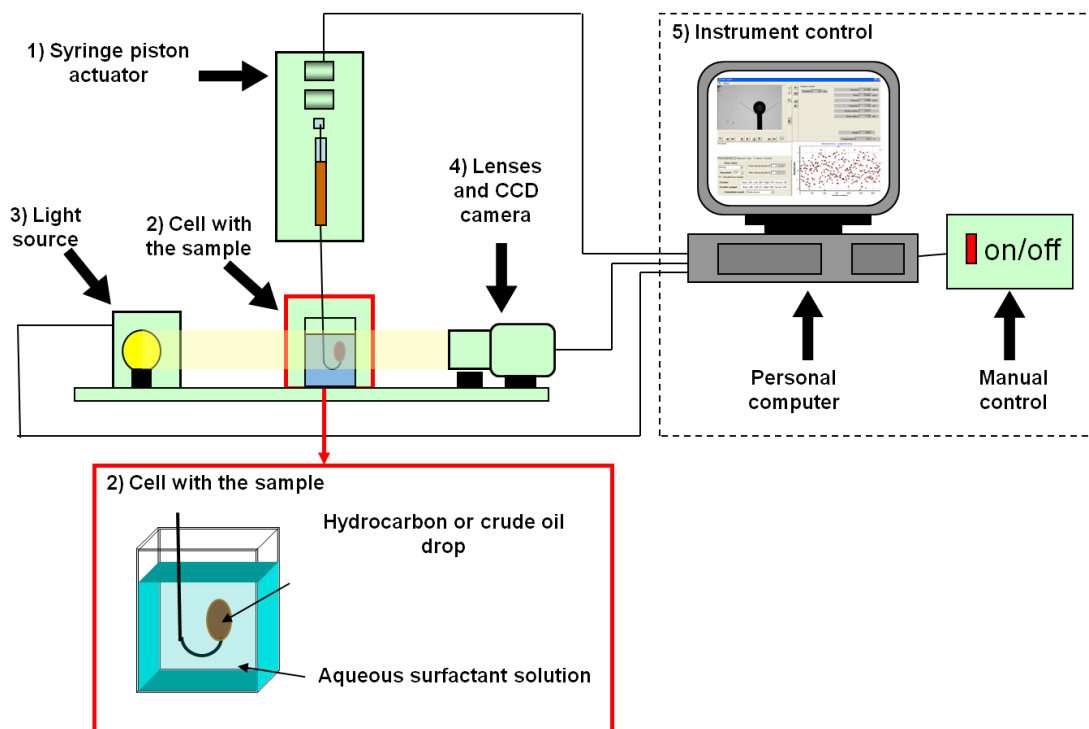 1) Syringe piston
actuator
5) Instrument control
4) Lenses
and CCD
camera
3) Light
source
2) Cell with
the sample
on/off
Personal
computer
Manual
control
2) Cell with the sample
Hydrocarbon or crude oil
drop
Aqueous surfactant solution